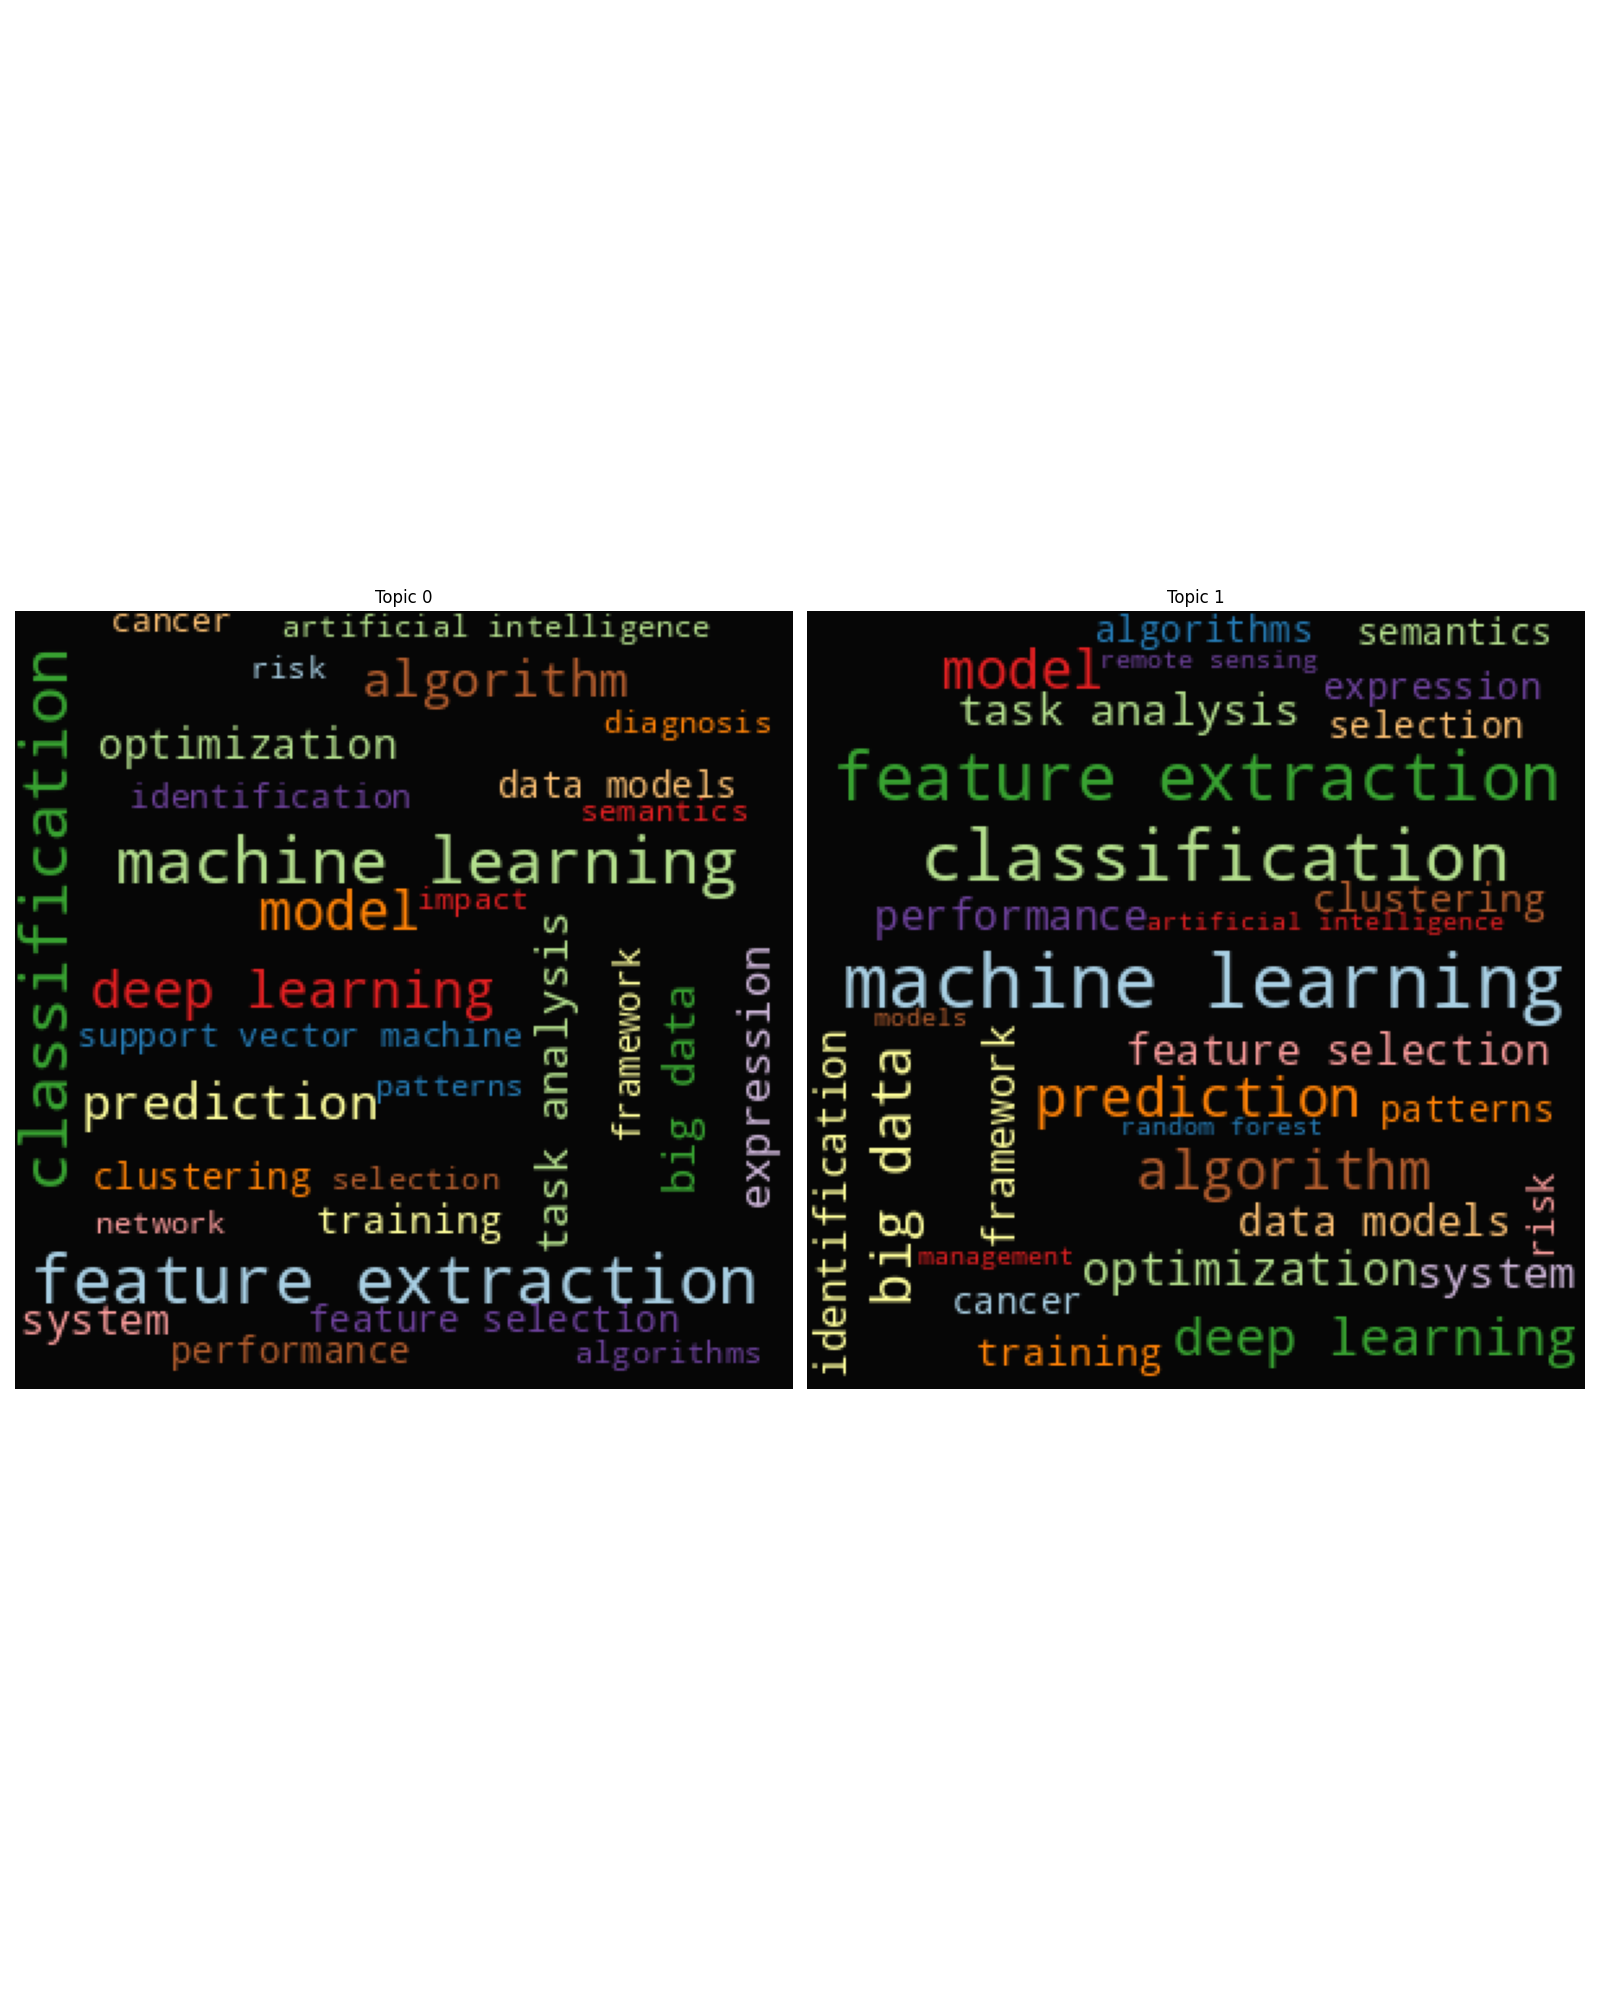 Topic 0
cancer
artificial intelligence
risk
algorithm
diagnosis
optimization
data models
identification
semantics
machine learning
model
impact
classification
deep learning
support vector machine
task analysis
framework
big data
expression
prediction
patterns
clustering
selection
network
training
feature extraction
system
feature selection
performance
algorithms
Topic 1
algorithms
semantics
model
remote sensing
expression
task analysis
selection
feature extraction
classification
clustering
performance
artificial intelligence
machine learning
models
identification
big data
framework
feature selection
prediction
patterns
random forest
algorithm
risk
data models
management
optimization
system
cancer
training
deep learning